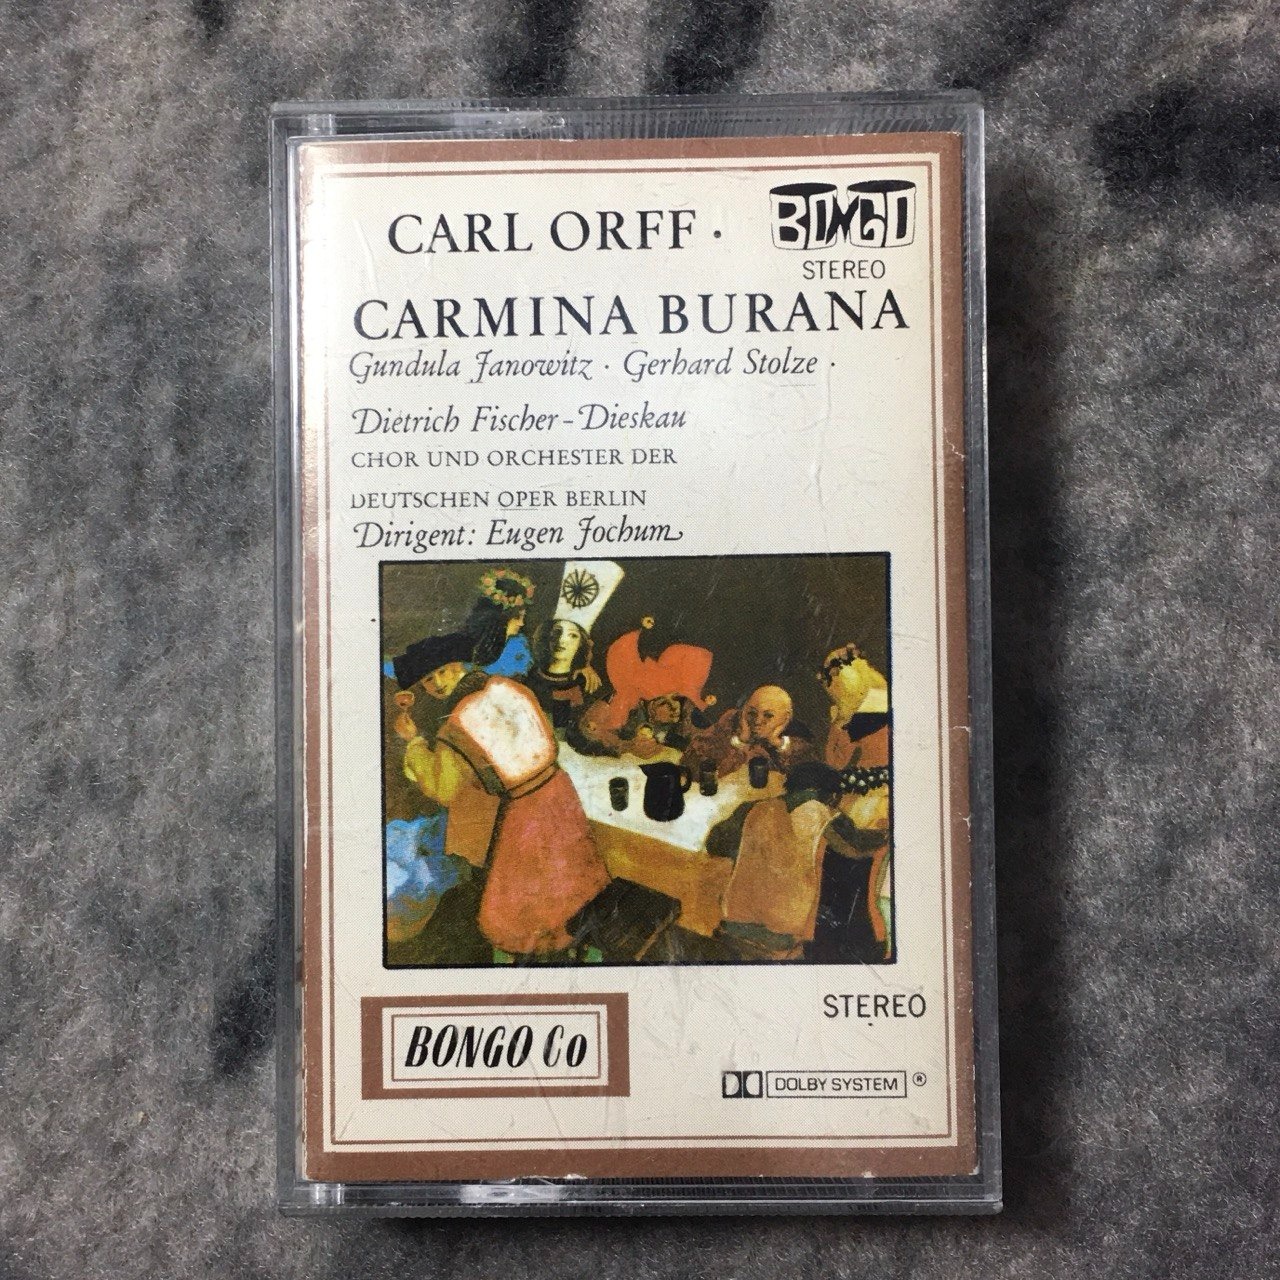 CARL ORFF ·
BONGO
STEREO
CARMINA BURANA
Gundula Janowitz · Gerhard Stolze ·
Dietrich Fischer-Dieskau
CHOR UND ORCHESTER DER
DEUTSCHEN OPER BERLIN
Dirigent: Eugen Jochum
STEREO
BONGO Co
DOLBY SYSTEM ®